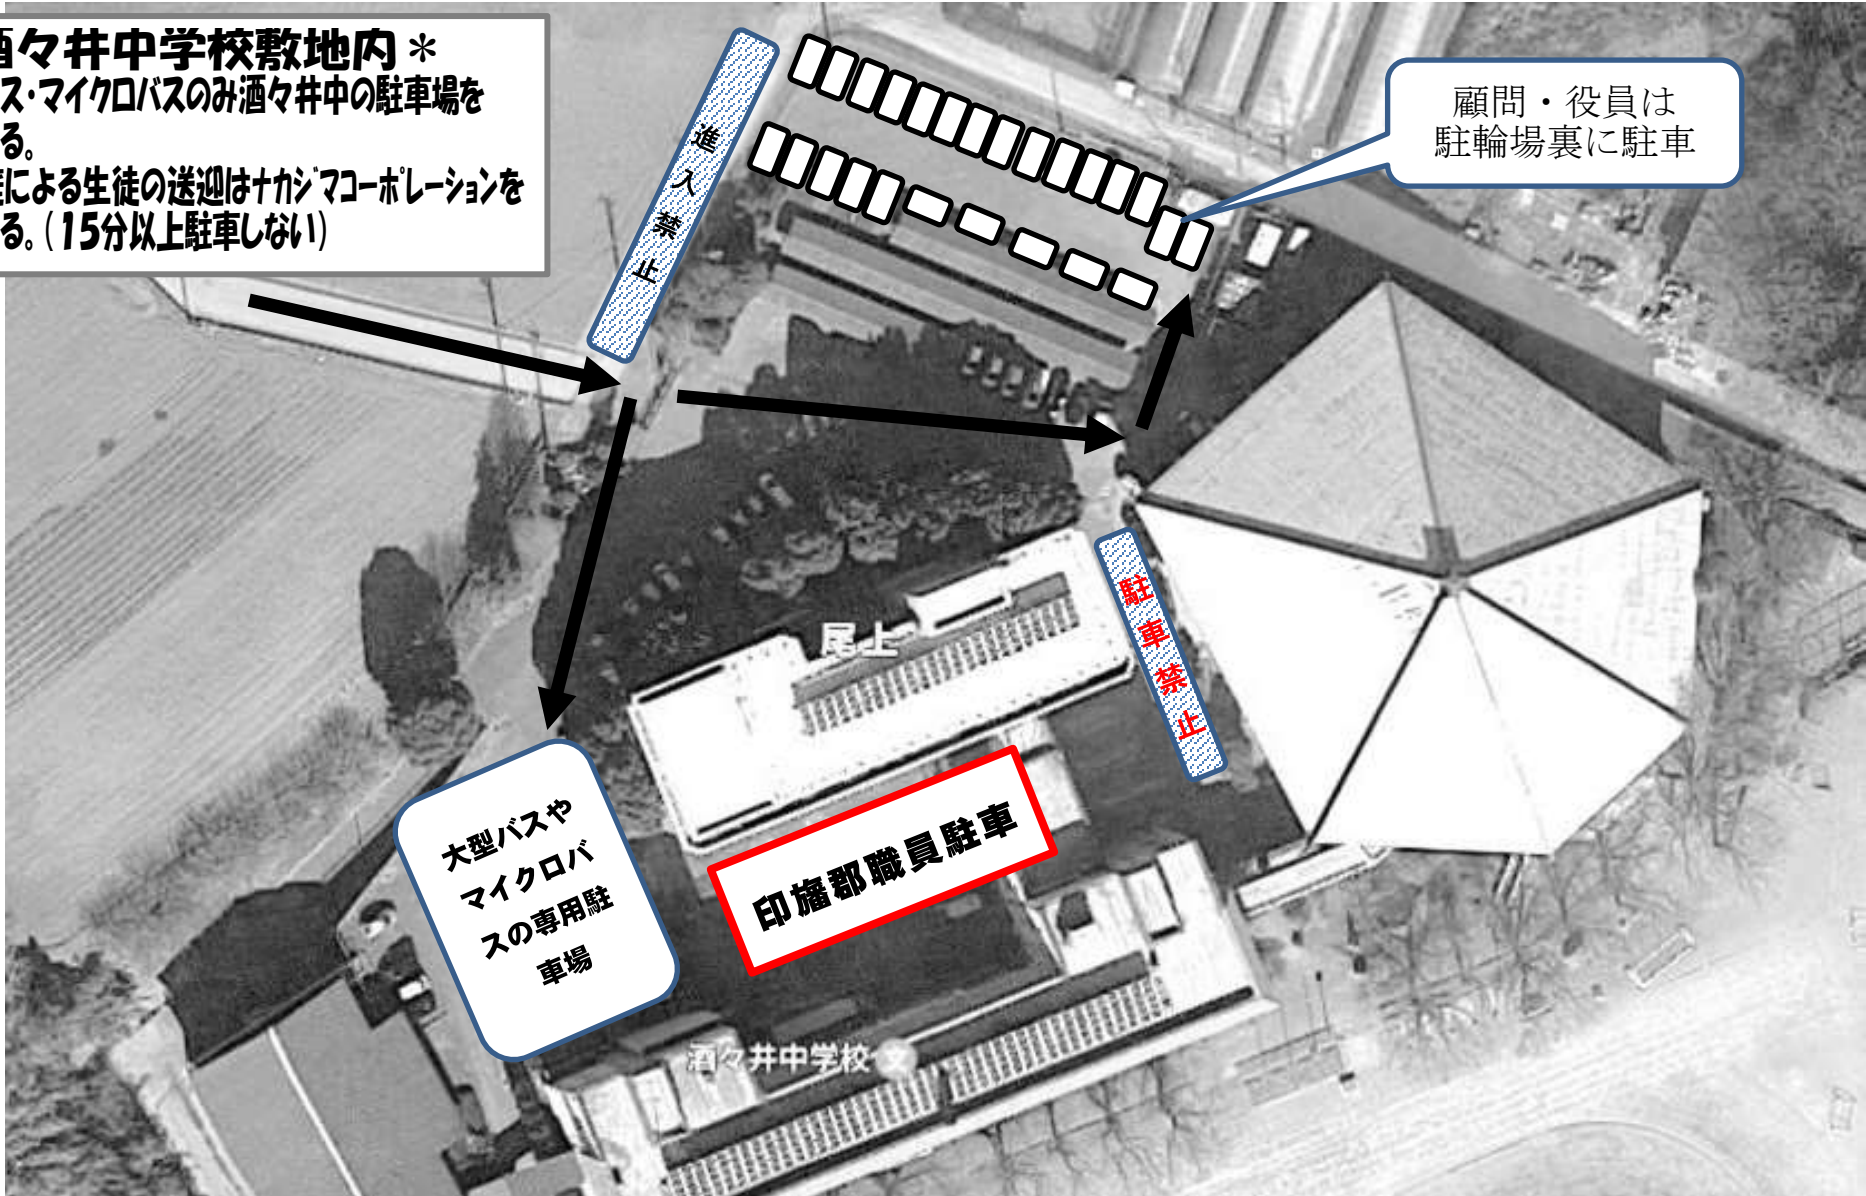 酒々井中学校敷地内＊
ス・マイクロバスのみ酒々井中の駐車場を
る。
による生徒の送迎はナカジマコーポレーションを
る。（15分以上駐車しない）
顧問・役員は
駐輪場裏に駐車
進入禁止
駐車禁止
尾上
印旛郡職員駐車
大型バスや
マイクロバ
スの専用駐
車場
酒々井中学校 文